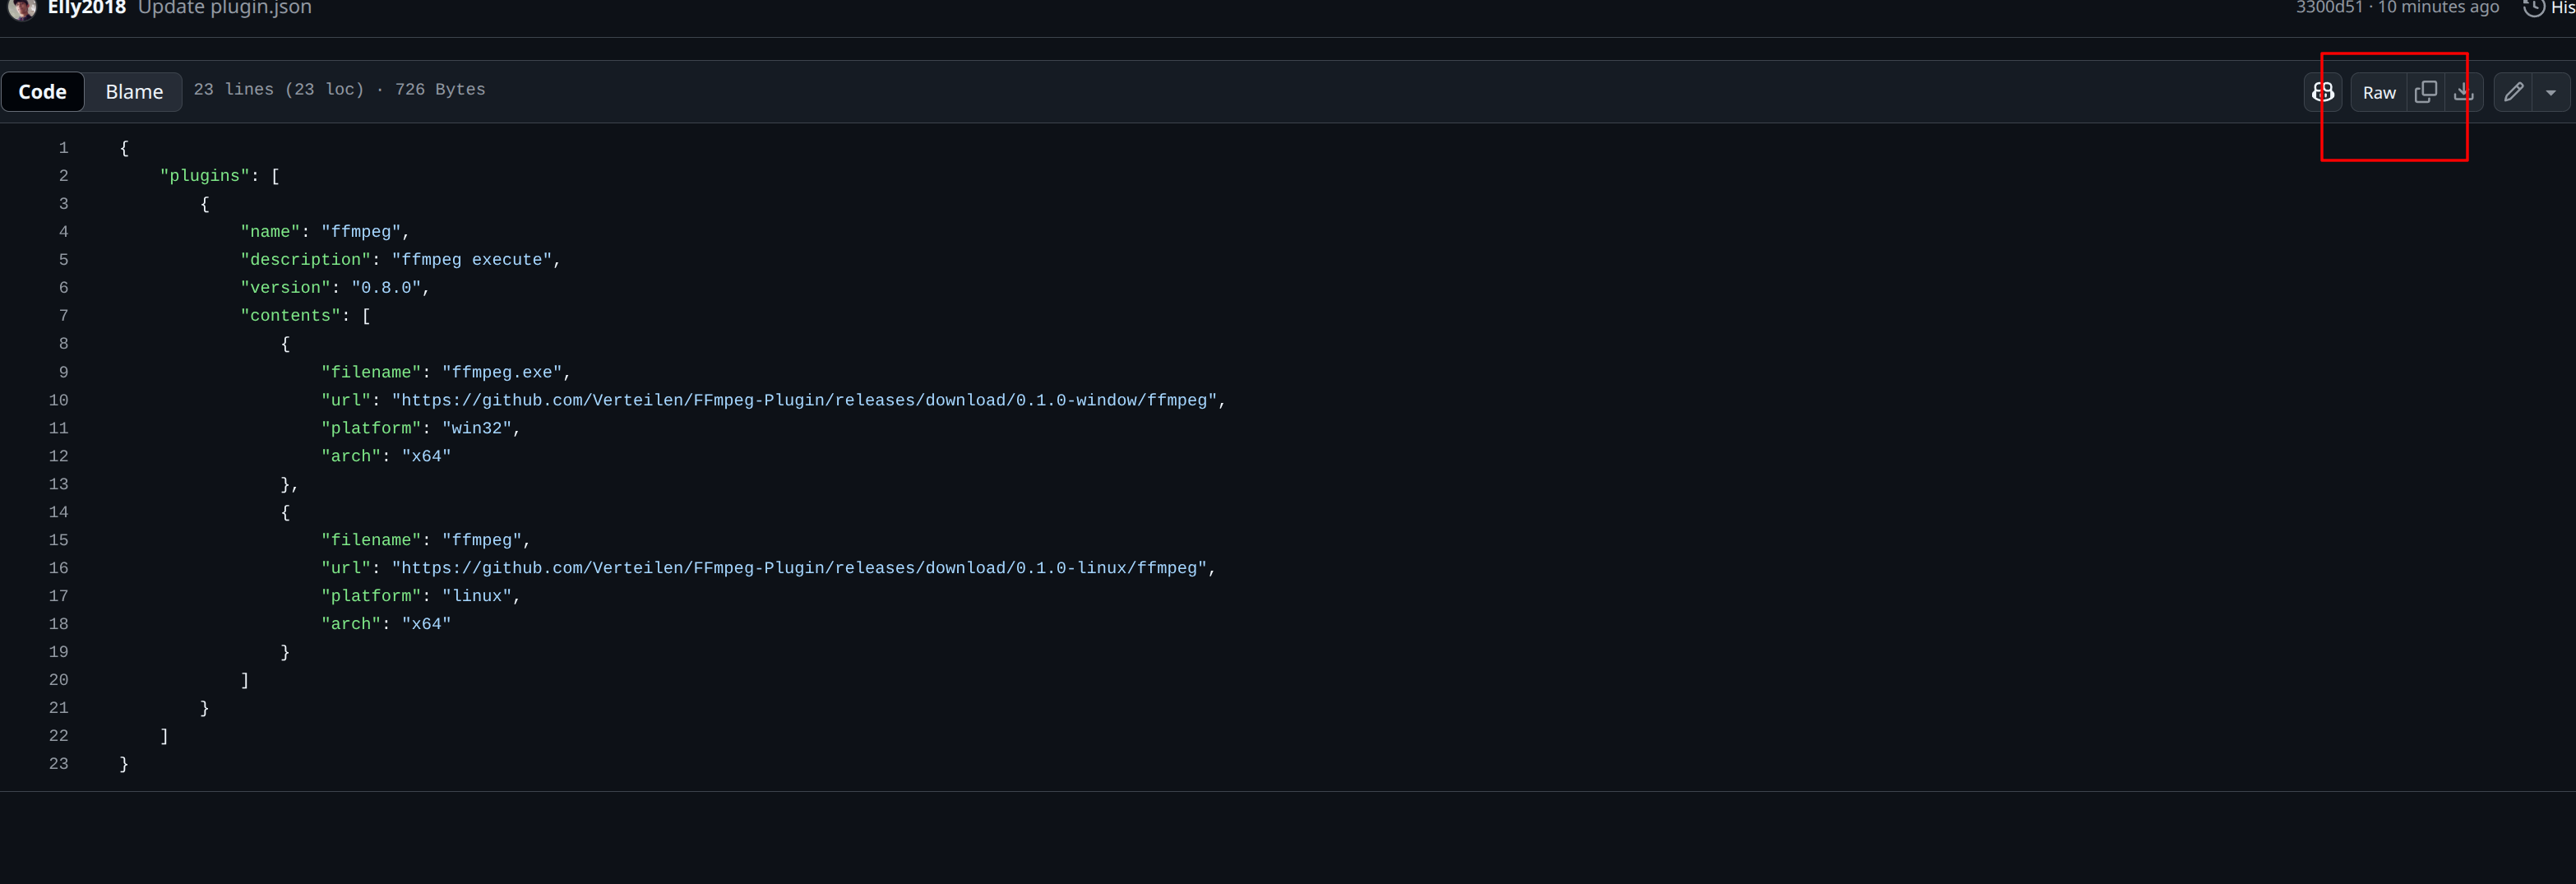 Elly2018 Update plugin.json 3300d51 · 10 minutes ago His
Code Blame 23 lines (23 loc) · 726 Bytes Raw
1 {
2 "plugins": [
3 {
4 "name": "ffmpeg",
5 "description": "ffmpeg execute",
6 "version": "0.8.0",
7 "contents": [
8 {
9 "filename": "ffmpeg.exe",
10 "url": "https://github.com/Verteilen/FFmpeg-Plugin/releases/download/0.1.0-window/ffmpeg",
11 "platform": "win32",
12 "arch": "x64"
13 },
14 {
15 "filename": "ffmpeg",
16 "url": "https://github.com/Verteilen/FFmpeg-Plugin/releases/download/0.1.0-linux/ffmpeg",
17 "platform": "linux",
18 "arch": "x64"
19 }
20 ]
21 }
22 ]
23 }